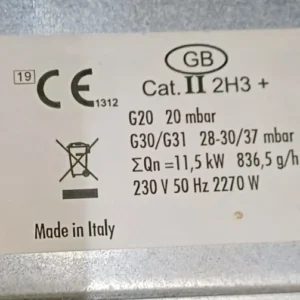 GB
19 CE 1312
Cat. II 2H3 +
G20 20 mbar
G30/G31 28-30/37 mbar
ΣQn =11,5 kW 836,5 g/h
230 V 50 Hz 2270 W
Made in Italy